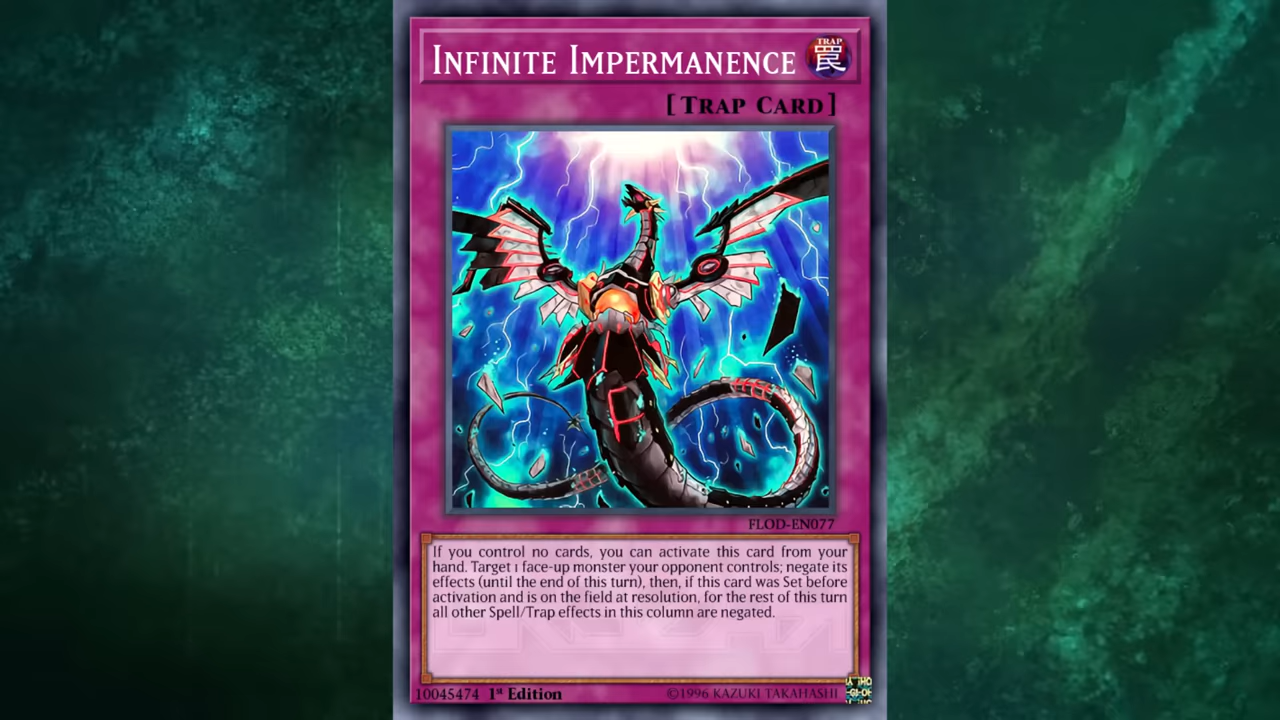 INFINITE IMPERMANENCE
TRAP
罠
[TRAP CARD]
FLOD-EN077
If you control no cards, you can activate this card from your
hand. Target 1 face-up monster your opponent controls; negate its
effects (until the end of this turn), then, if this card was Set before
activation and is on the field at resolution, for the rest of this turn
all other Spell/Trap effects in this column are negated.
10045474 1st Edition ©1996 KAZUKI TAKAHASHI